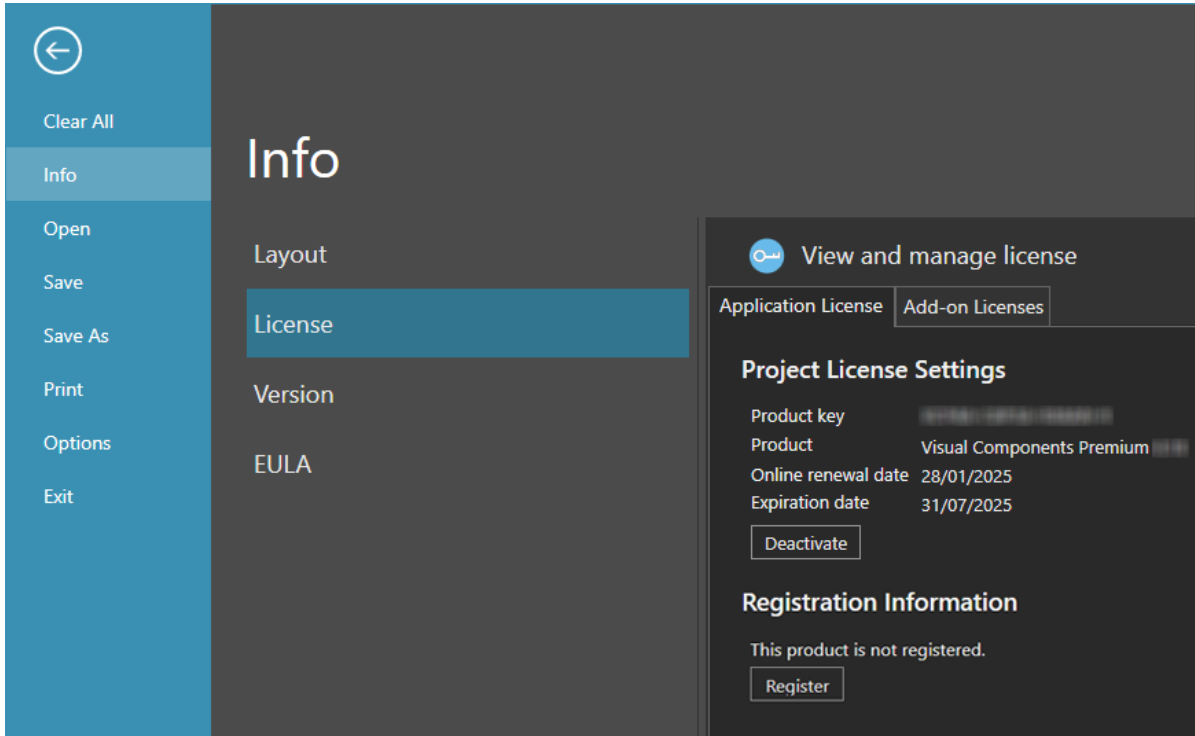 Clear All
Info
Open
Save
Save As
Print
Options
Exit
Info
Layout
License
Version
EULA
View and manage license
Application License
Add-on Licenses
Project License Settings
Product key
Product Visual Components Premium
Online renewal date 28/01/2025
Expiration date 31/07/2025
Deactivate
Registration Information
This product is not registered.
Register